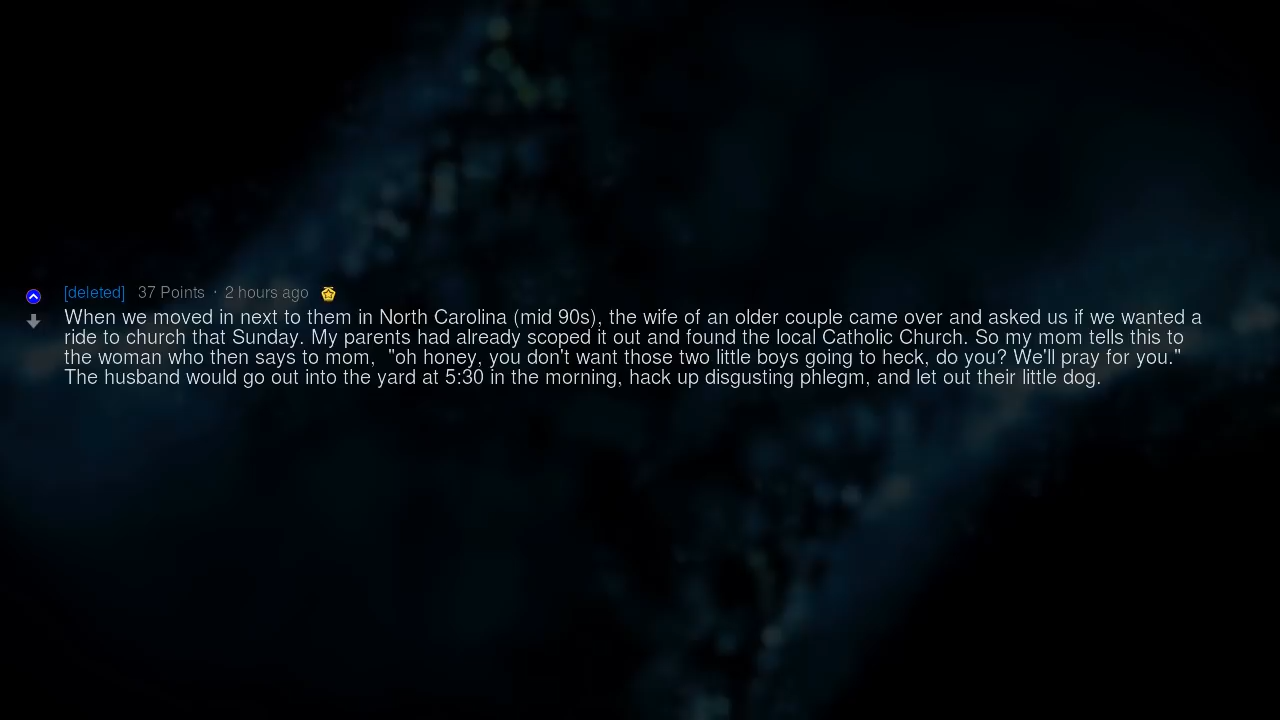 [deleted] 37 Points · 2 hours ago
When we moved in next to them in North Carolina (mid 90s), the wife of an older couple came over and asked us if we wanted a
ride to church that Sunday. My parents had already scoped it out and found the local Catholic Church. So my mom tells this to
the woman who then says to mom,  "oh honey, you don't want those two little boys going to heck, do you? We'll pray for you."
The husband would go out into the yard at 5:30 in the morning, hack up disgusting phlegm, and let out their little dog.